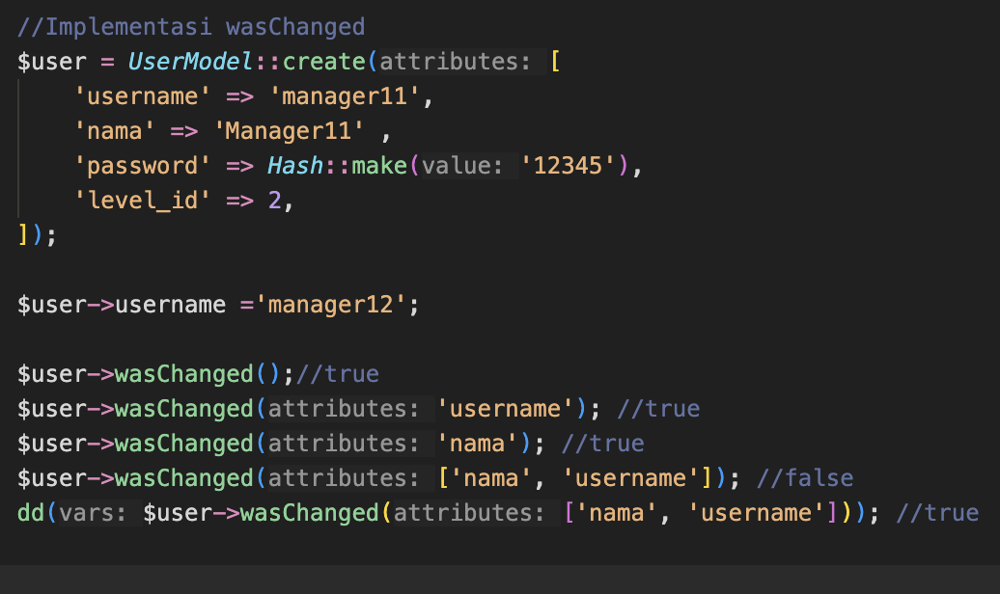 //Implementasi wasChanged
$user = UserModel::create(attributes: [
    'username' => 'manager11',
    'nama' => 'Manager11' ,
    'password' => Hash::make(value: '12345'),
    'level_id' => 2,
]);
$user->username ='manager12';
$user->wasChanged();//true
$user->wasChanged(attributes: 'username'); //true
$user->wasChanged(attributes: 'nama'); //true
$user->wasChanged(attributes: ['nama', 'username']); //false
dd(vars: $user->wasChanged(attributes: ['nama', 'username'])); //true